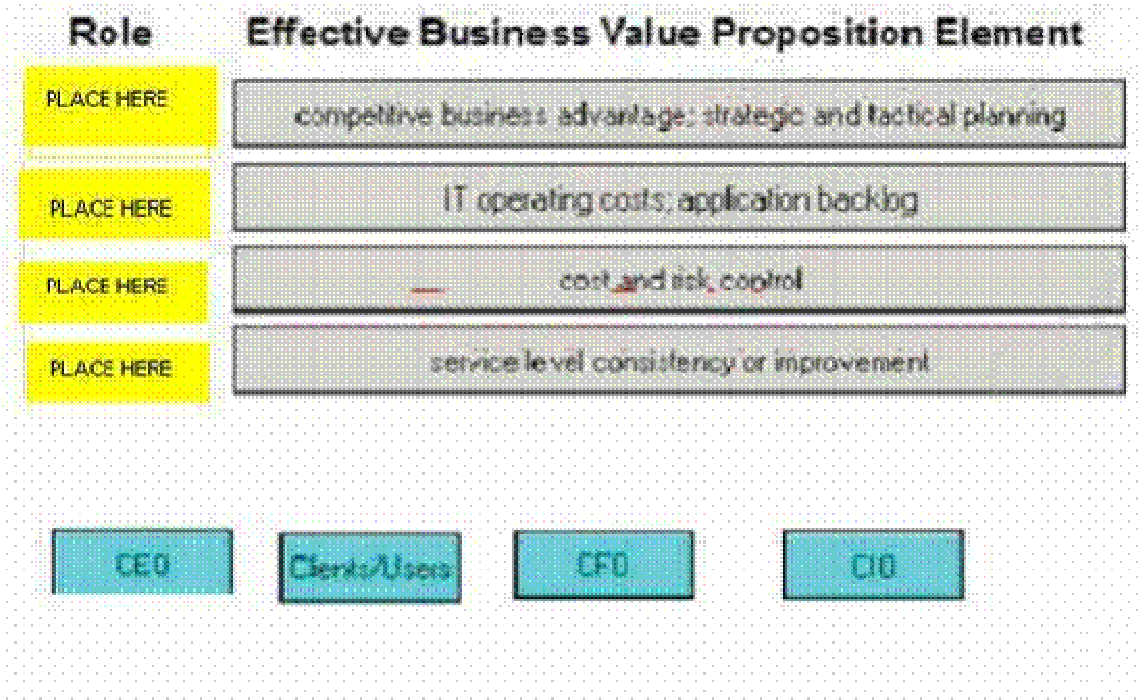 Role Effective Business Value Proposition Element
PLACE HERE competitive business advantage; strategic and tactical planning
PLACE HERE IT operating costs; application backlog
PLACE HERE cost and risk control
PLACE HERE service level consistency or improvement
CEO Clients/Users CFO CIO